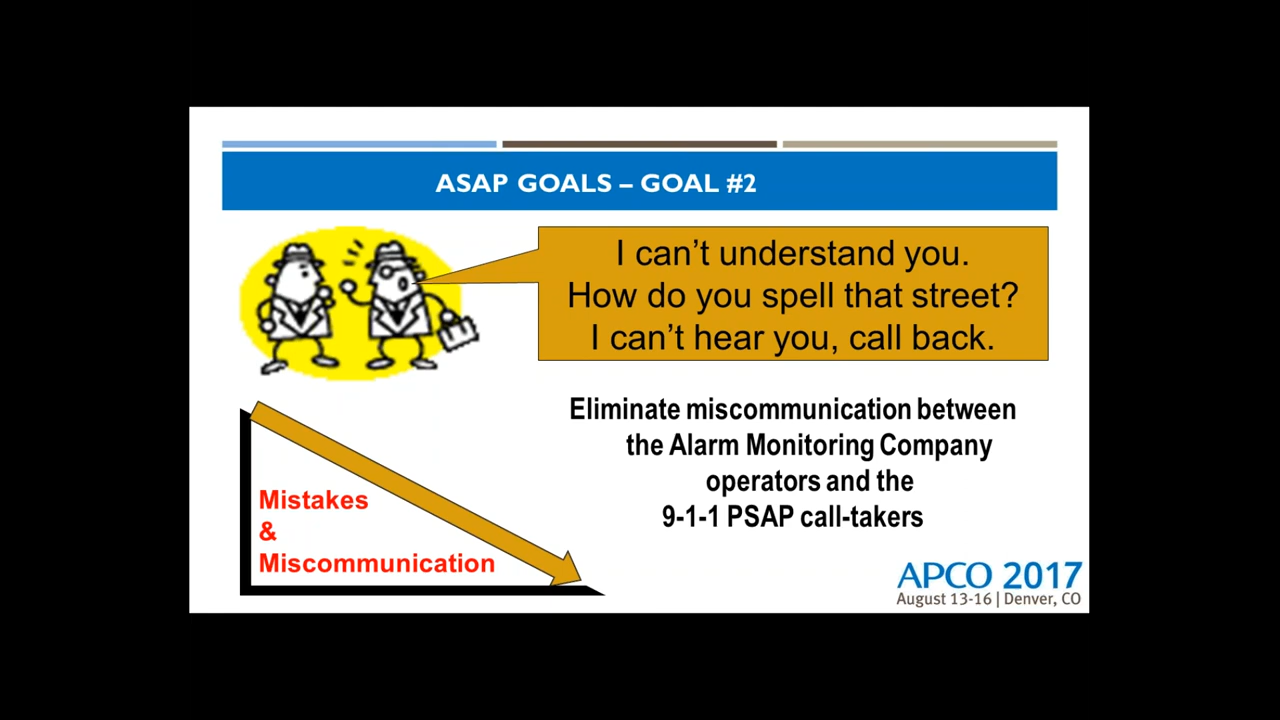 ASAP GOALS – GOAL #2
I can’t understand you.
How do you spell that street?
I can’t hear you, call back.
Eliminate miscommunication between
the Alarm Monitoring Company
operators and the
9-1-1 PSAP call-takers
Mistakes
&
Miscommunication
APCO 2017
August 13-16 | Denver, CO